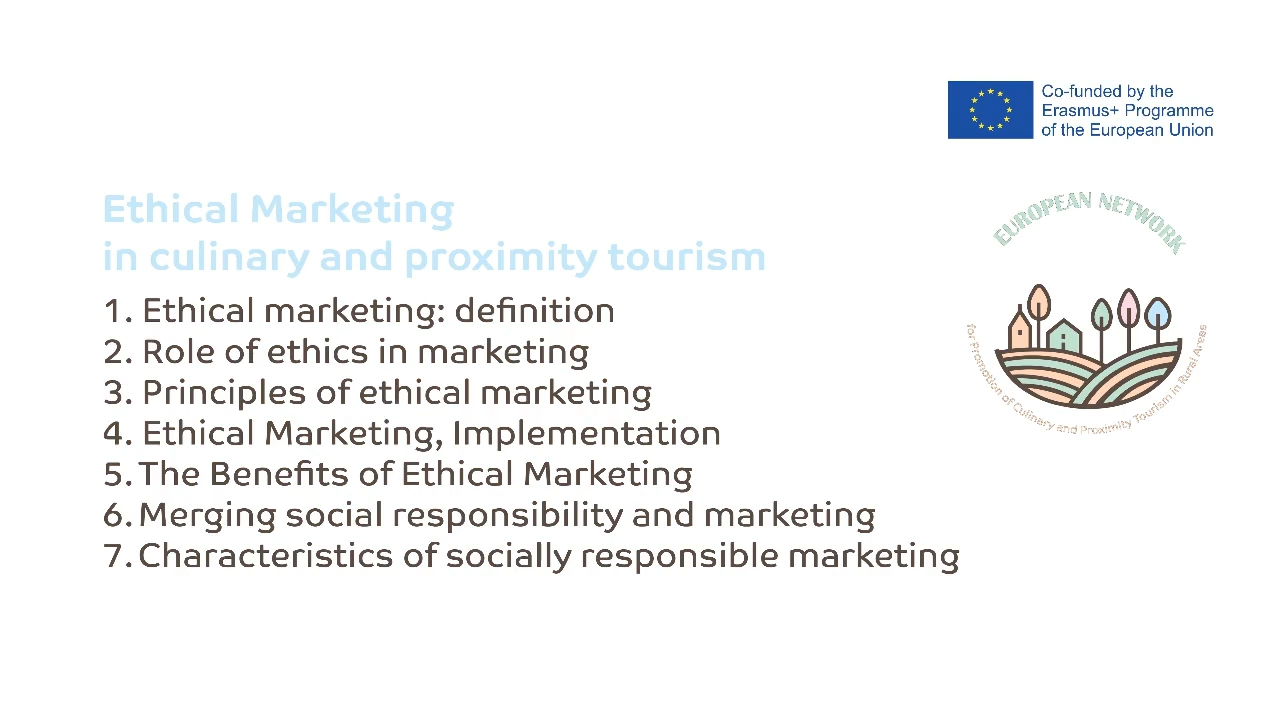 Co-funded by the
Erasmus+ Programme
of the European Union
Ethical Marketing
in culinary and proximity tourism
1. Ethical marketing: definition
2. Role of ethics in marketing
3. Principles of ethical marketing
4. Ethical Marketing, Implementation
5. The Benefits of Ethical Marketing
6. Merging social responsibility and marketing
7. Characteristics of socially responsible marketing
EUROPEAN NETWORK
for Promotion of Culinary and Proximity Tourism in Rural Areas